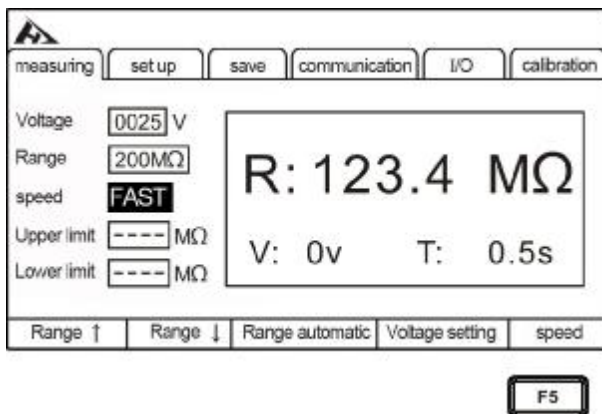 measuring set up save communication I/O calibration
Voltage 0025 V
Range 200MΩ
speed FAST
Upper limit ---- MΩ
Lower limit ---- MΩ
R: 123.4 MΩ
V: 0v T: 0.5s
Range ↑ Range ↓ Range automatic Voltage setting speed
F5